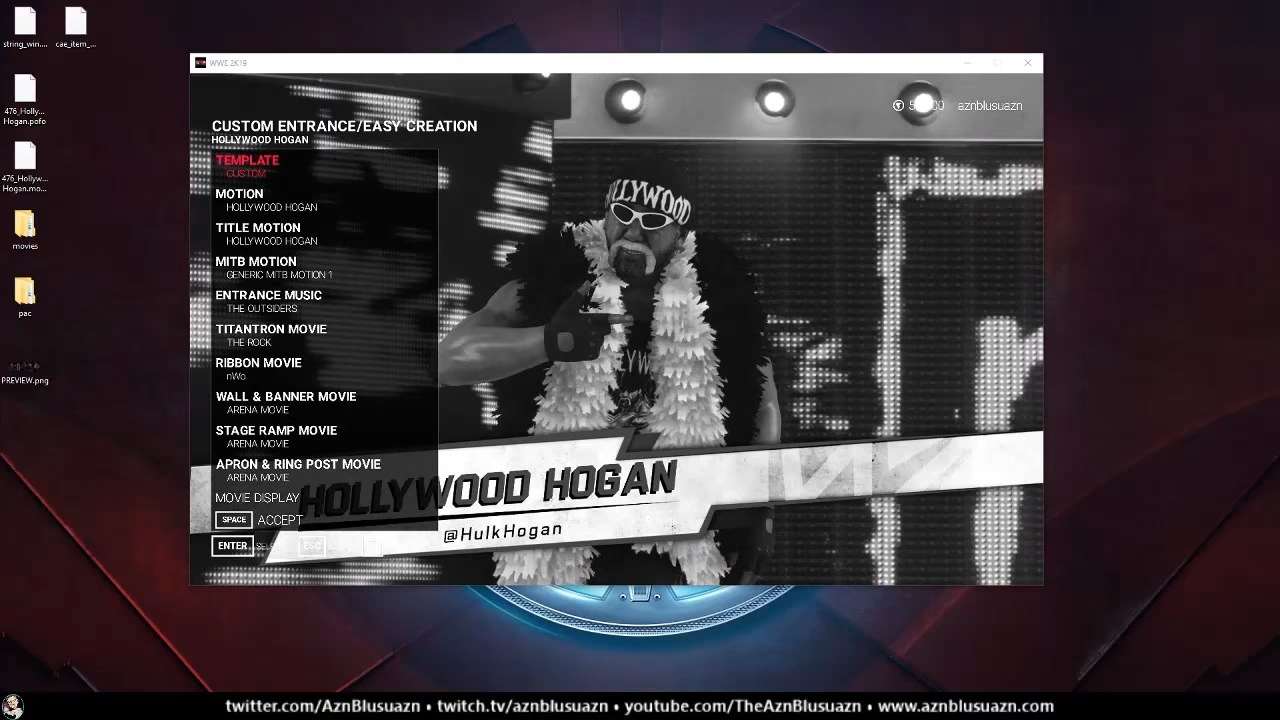 string_win....
cae_item_...
476_Holly...
Hogan.pofo
476_Hollyw...
Hogan.mo...
movies
pac
PREVIEW.png
WWE 2K19
aznblusuazn
CUSTOM ENTRANCE/EASY CREATION
HOLLYWOOD HOGAN
TEMPLATE
CUSTOM
MOTION
HOLLYWOOD HOGAN
TITLE MOTION
HOLLYWOOD HOGAN
MITB MOTION
GENERIC MITB MOTION 1
ENTRANCE MUSIC
THE OUTSIDERS
TITANTRON MOVIE
THE ROCK
RIBBON MOVIE
nWo
WALL & BANNER MOVIE
ARENA MOVIE
STAGE RAMP MOVIE
ARENA MOVIE
APRON & RING POST MOVIE
ARENA MOVIE
MOVIE DISPLAY
SPACE ACCEPT
ENTER ESC
HOLLYWOOD
HOLLYWOOD HOGAN
@HulkHogan
twitter.com/AznBlusuazn • twitch.tv/aznblusuazn • youtube.com/TheAznBlusuazn • www.aznblusuazn.com